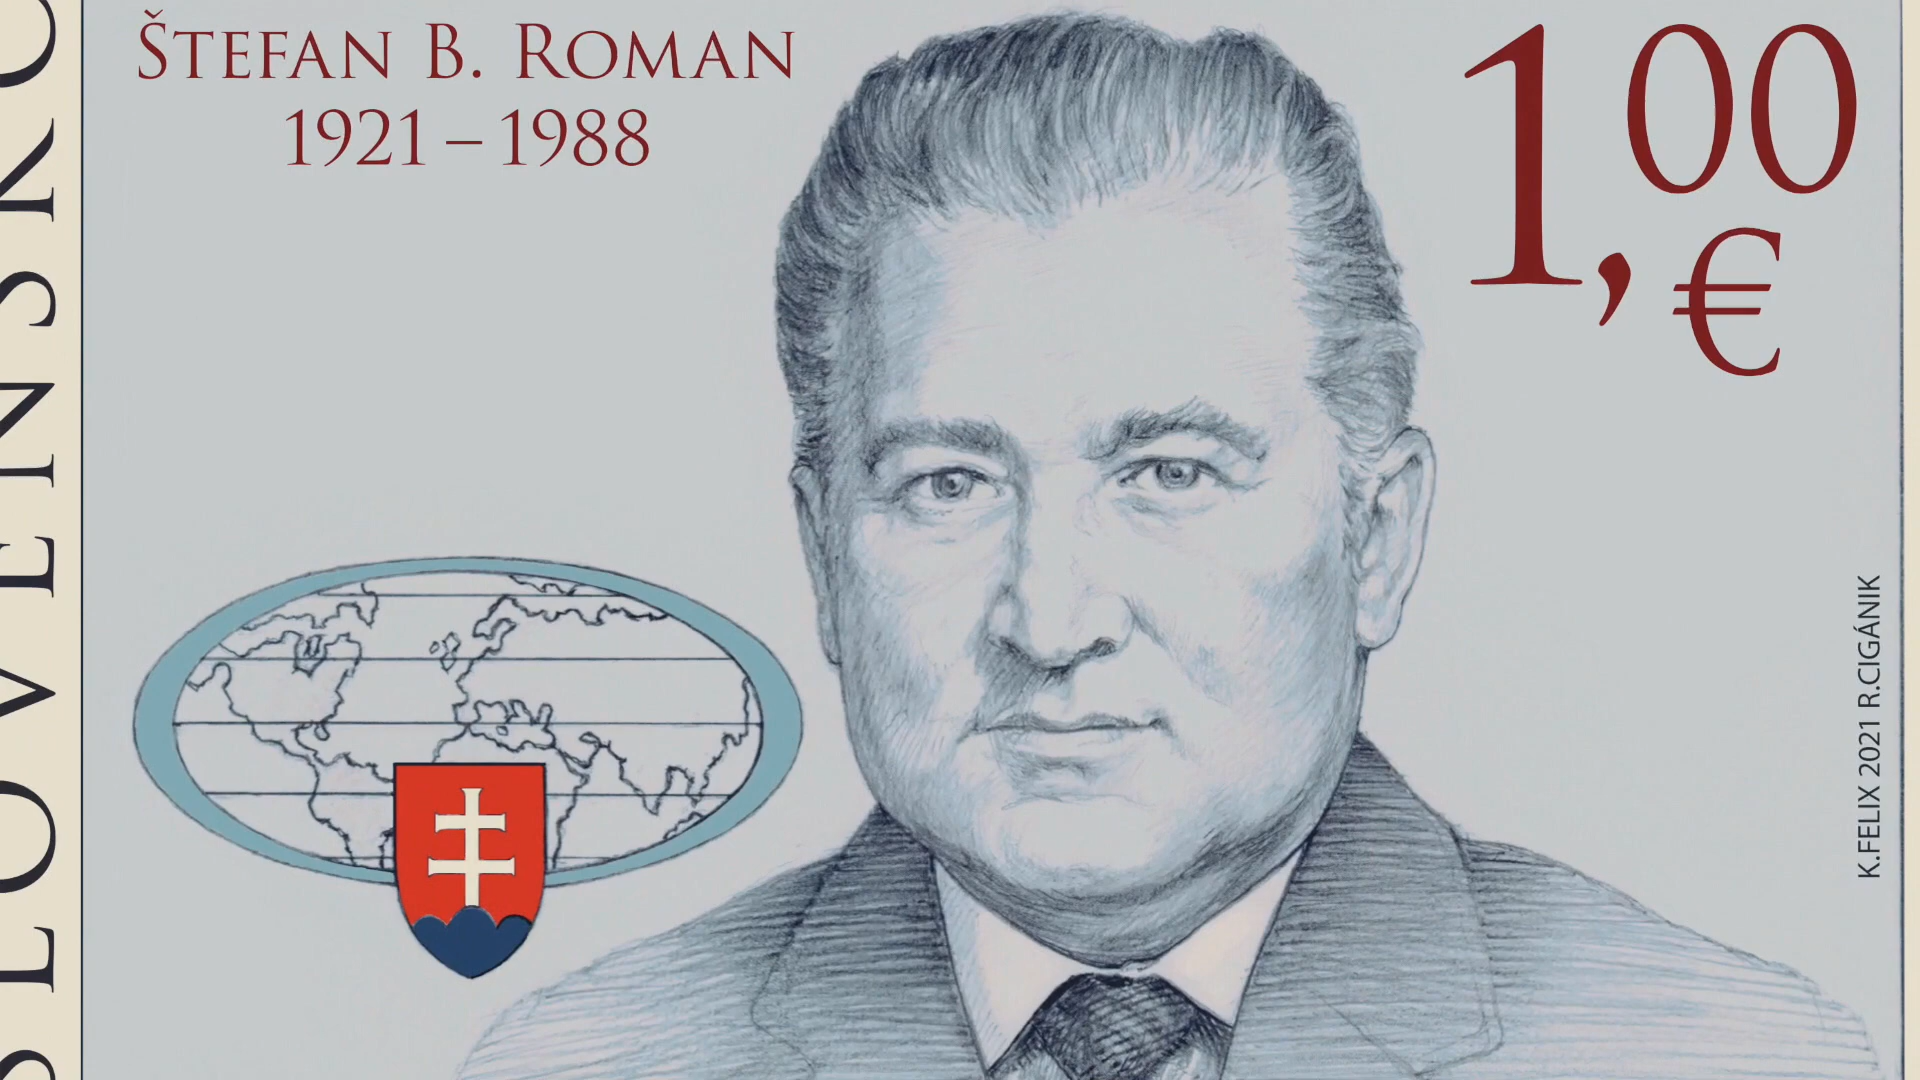 ŠTEFAN B. ROMAN
1921 – 1988
1,00
€
SLOVENSKO
K.FELIX 2021 R.CIGÁNIK